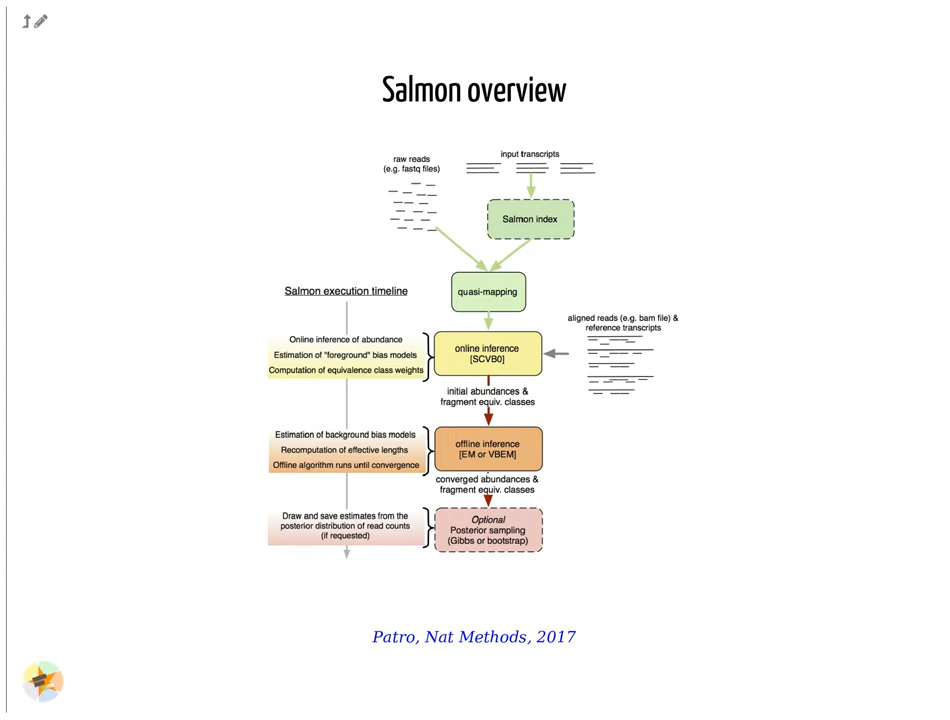 Salmon overview
raw reads
(e.g. fastq files)
input transcripts
Salmon index
quasi-mapping
Salmon execution timeline
aligned reads (e.g. bam file) &
reference transcripts
Online inference of abundance
Estimation of "foreground" bias models
Computation of equivalence class weights
online inference
[SCVB0]
initial abundances &
fragment equiv. classes
Estimation of background bias models
Recomputation of effective lengths
Offline algorithm runs until convergence
offline inference
[EM or VBEM]
converged abundances &
fragment equiv. classes
Draw and save estimates from the
posterior distribution of read counts
(if requested)
Optional
Posterior sampling
(Gibbs or bootstrap)
Patro, Nat Methods, 2017